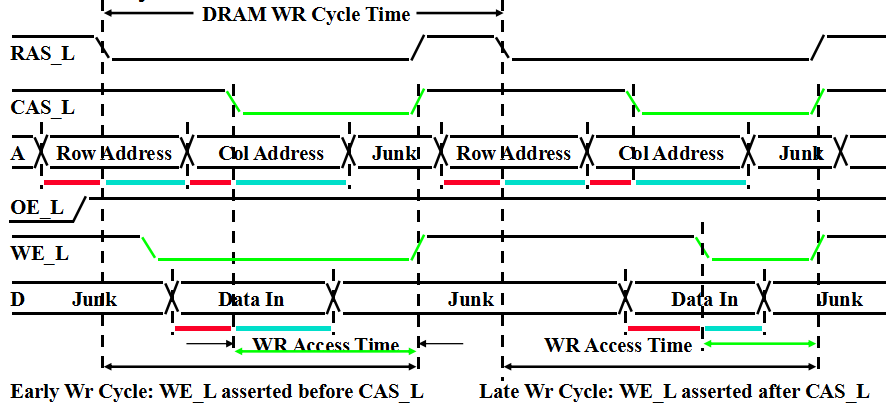 DRAM WR Cycle Time
RAS_L
CAS_L
A Row Address Col Address Junk Row Address Col Address Junk
OE_L
WE_L
D Junk Data In Junk Data In Junk
WR Access Time WR Access Time
Early Wr Cycle: WE_L asserted before CAS_L Late Wr Cycle: WE_L asserted after CAS_L